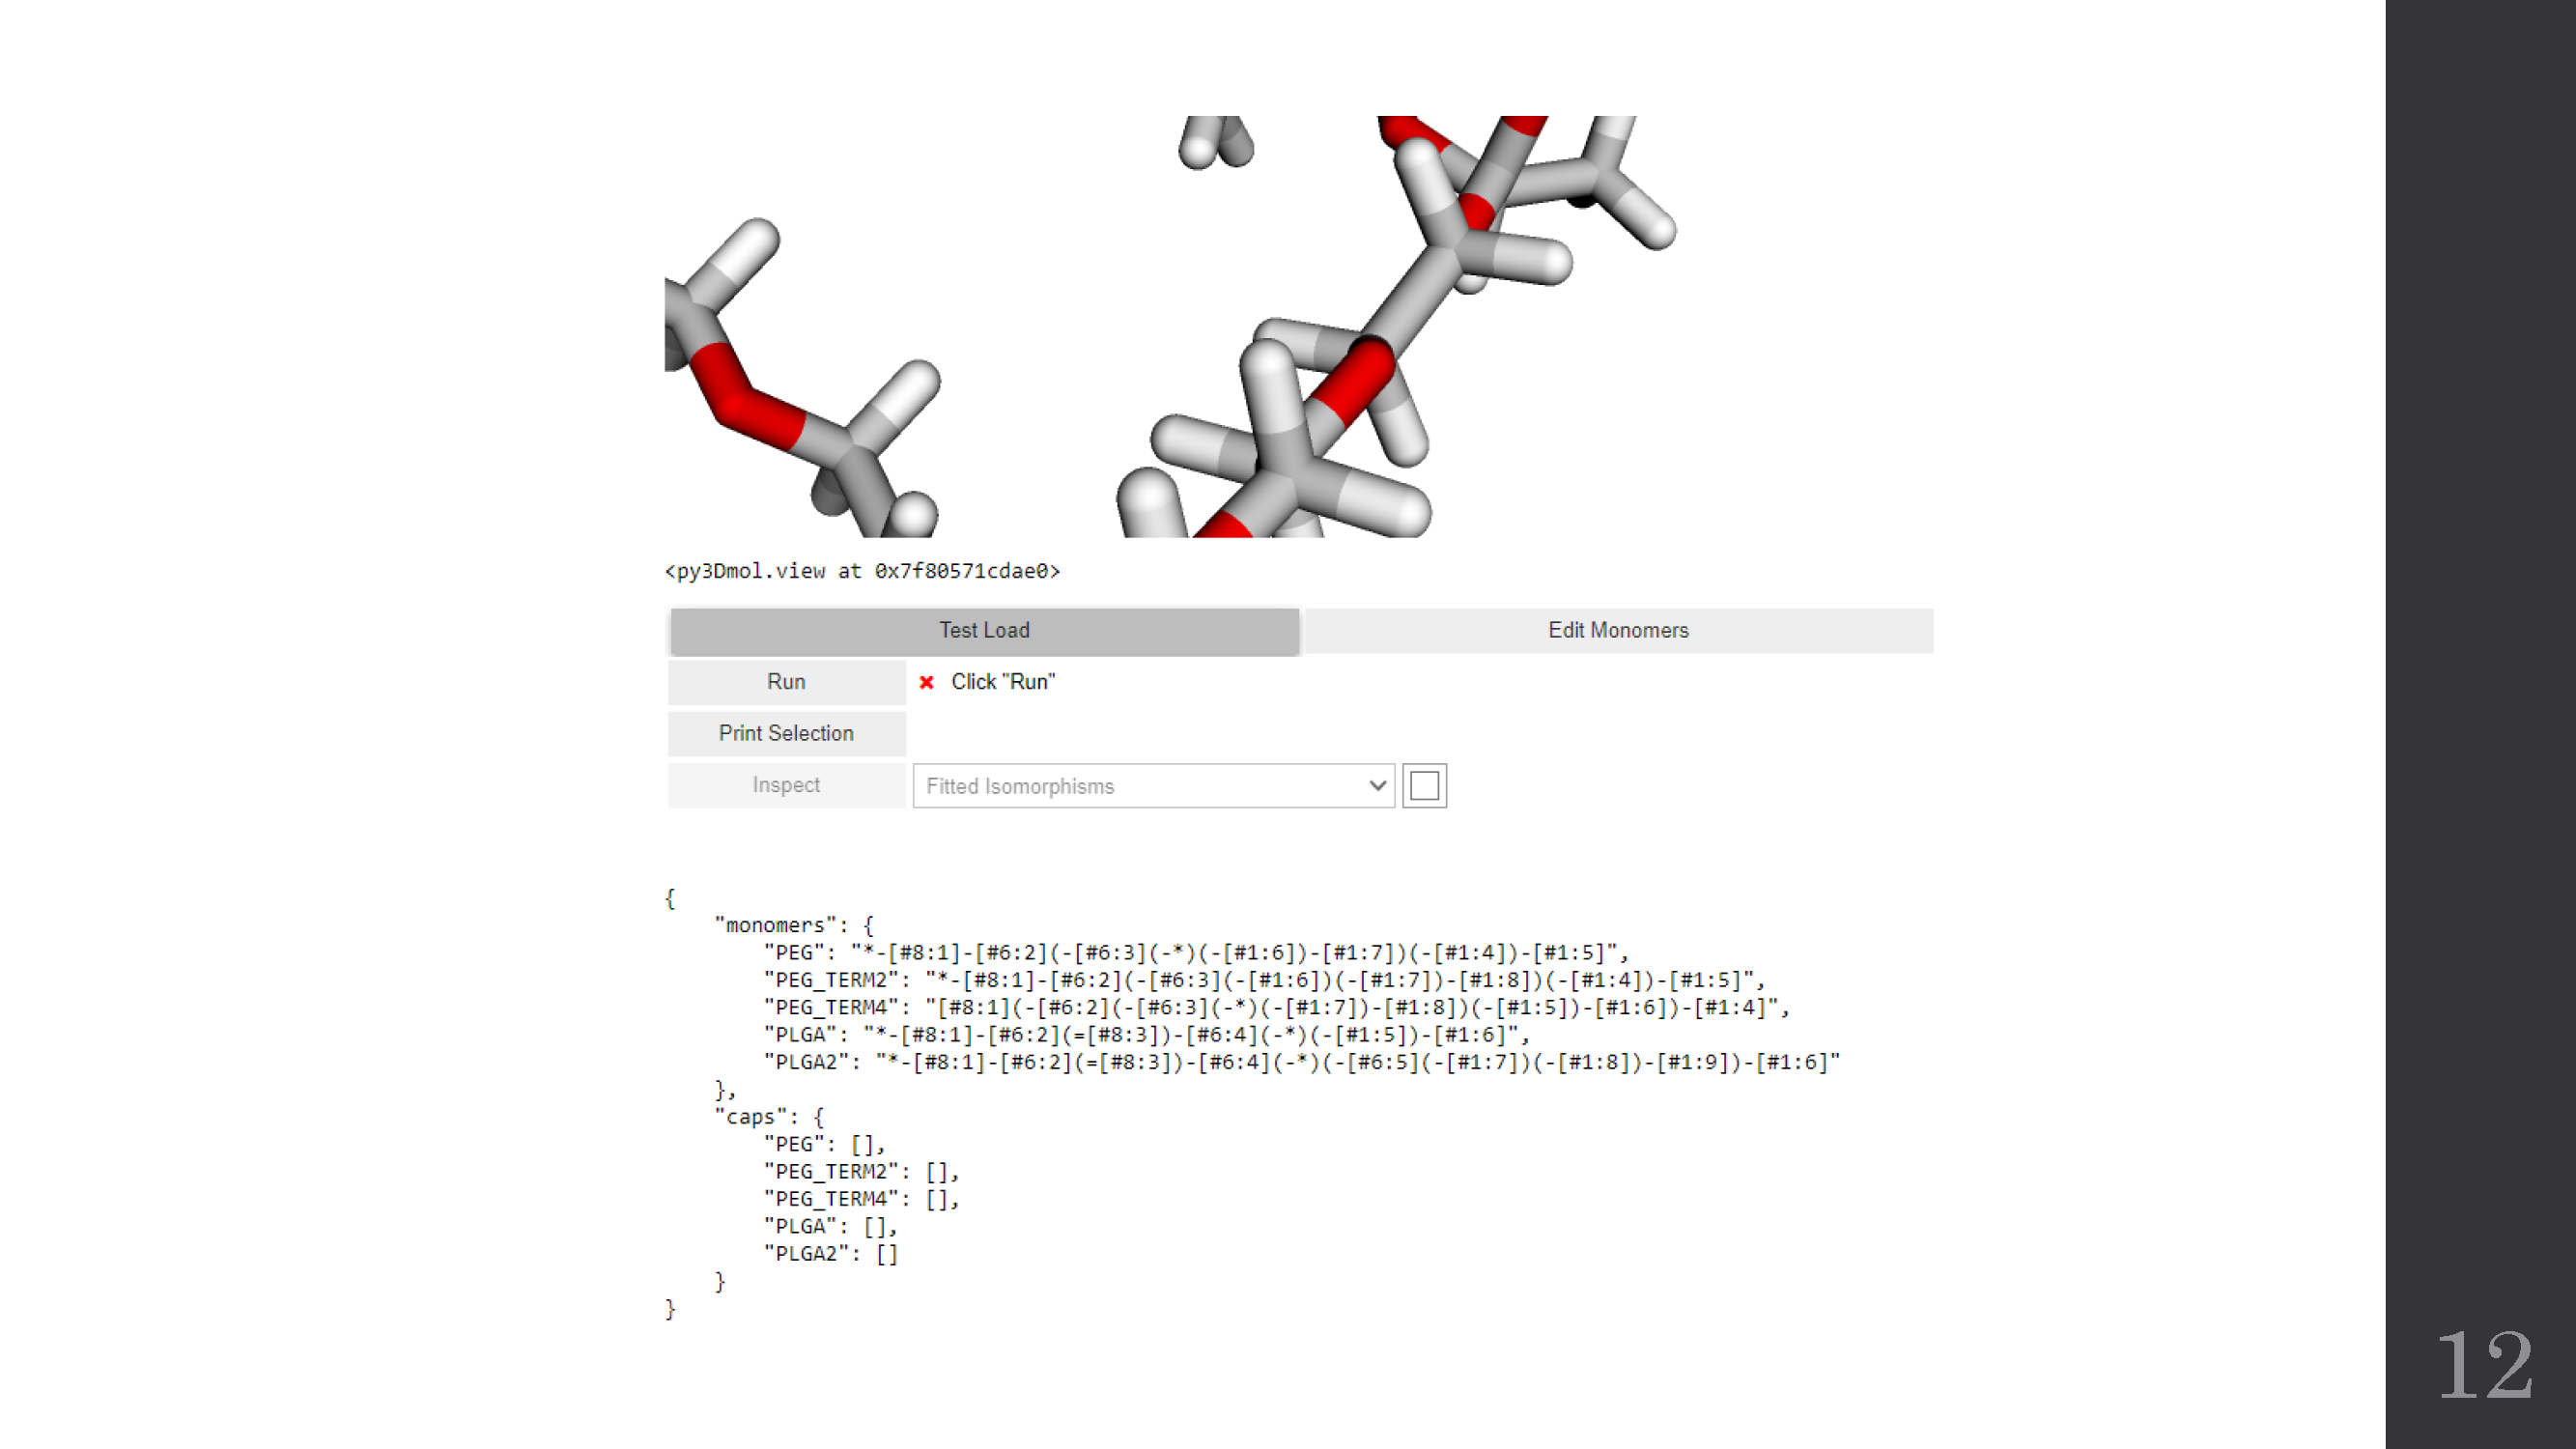 <py3Dmol.view at 0x7f80571cdae0>
Test Load Edit Monomers
Run ✖ Click "Run"
Print Selection
Inspect Fitted Isomorphisms
{
    "monomers": {
        "PEG": "*-[#8:1]-[#6:2](-[#6:3](-*)(-[#1:6])-[#1:7])(-[#1:4])-[#1:5]",
        "PEG_TERM2": "*-[#8:1]-[#6:2](-[#6:3](-[#1:6])(-[#1:7])-[#1:8])(-[#1:4])-[#1:5]",
        "PEG_TERM4": "[#8:1](-[#6:2](-[#6:3](-*)(-[#1:7])-[#1:8])(-[#1:5])-[#1:6])-[#1:4]",
        "PLGA": "*-[#8:1]-[#6:2](=[#8:3])-[#6:4](-*)(-[#1:5])-[#1:6]",
        "PLGA2": "*-[#8:1]-[#6:2](=[#8:3])-[#6:4](-*)(-[#6:5](-[#1:7])(-[#1:8])-[#1:9])-[#1:6]"
    },
    "caps": {
        "PEG": [],
        "PEG_TERM2": [],
        "PEG_TERM4": [],
        "PLGA": [],
        "PLGA2": []
    }
}
12